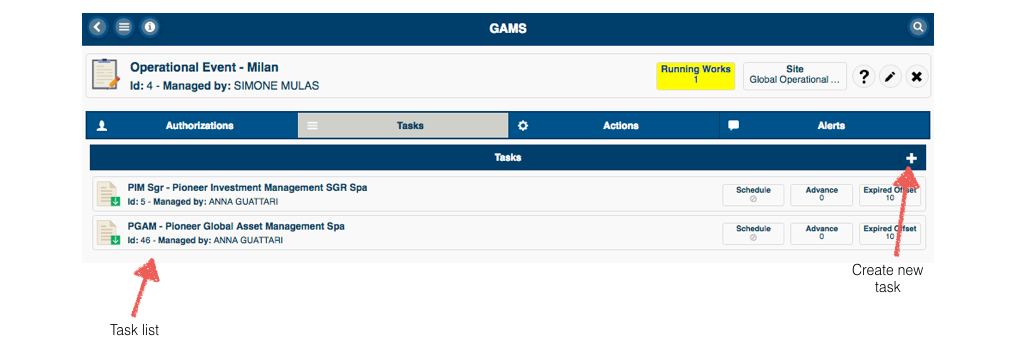 GAMS
Operational Event - Milan
Id: 4 - Managed by: SIMONE MULAS
Running Works
1
Site
Global Operational ...
?
Authorizations
Tasks
Actions
Alerts
Tasks
PIM Sgr - Pioneer Investment Management SGR Spa
Id: 5 - Managed by: ANNA GUATTARI
Schedule
Advance
0
Expired Offset
10
PGAM - Pioneer Global Asset Management Spa
Id: 46 - Managed by: ANNA GUATTARI
Schedule
Advance
0
Expired Offset
10
Create new
task
Task list